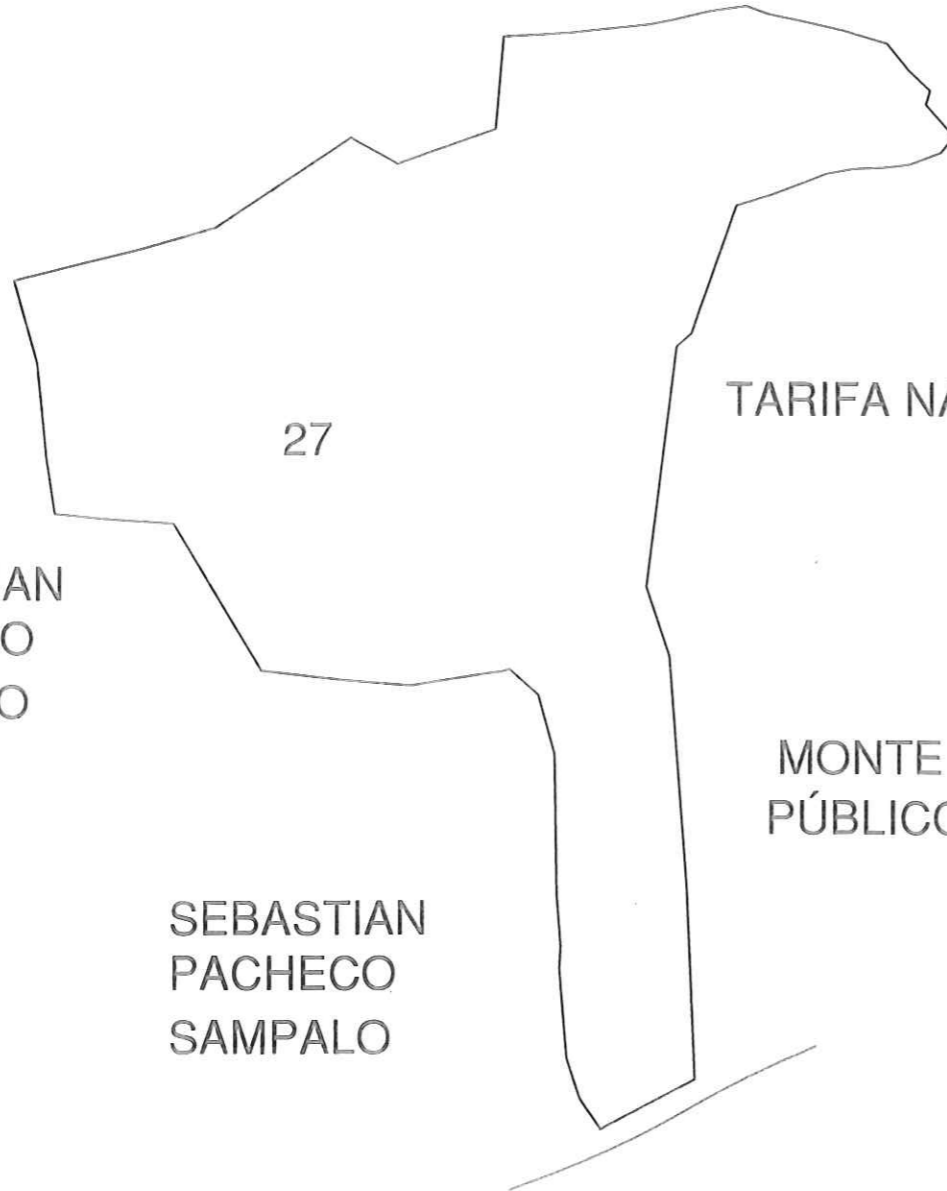 27
TARIFA NA
AN
O
O
MONTE
PÚBLICO
SEBASTIAN
PACHECO
SAMPALO